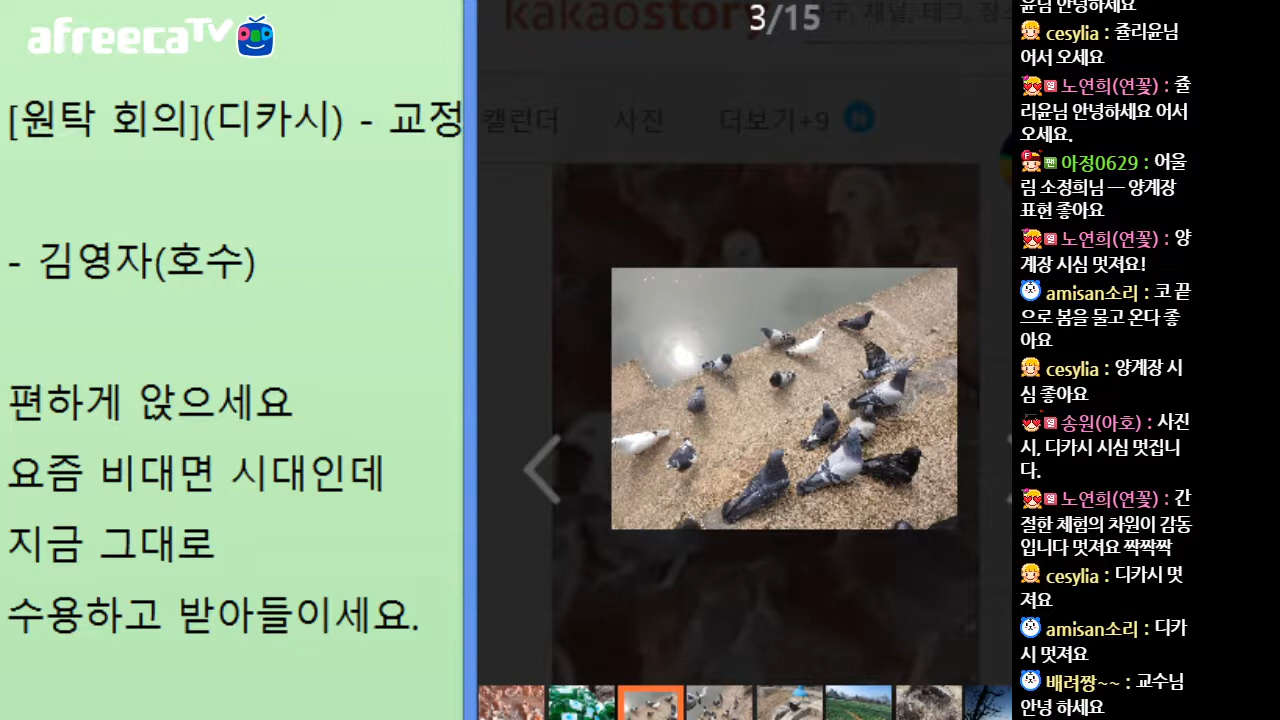 afreecaTV
[원탁 회의](디카시) - 교정
- 김영자(호수)
편하게 앉으세요
요즘 비대면 시대인데
지금 그대로
수용하고 받아들이세요.
kakaostory
3/15
구, 채널, 태그, 장소
캘린더 사진 더보기+9 N
윤님 안녕하세요
cesylia : 쥴리윤님
어서 오세요
노연희(연꽃) : 쥴
리윤님 안녕하세요 어서
오세요.
아정0629 : 어울
림 소정희님 ㅡ 양계장
표현 좋아요
노연희(연꽃) : 양
계장 시심 멋져요!
amisan소리 : 코 끝
으로 봄을 물고 온다 좋
아요
cesylia : 양계장 시
심 좋아요
송원(아호) : 사진
시, 디카시 시심 멋집니
다.
노연희(연꽃) : 간
절한 체험의 차원이 감동
입니다 멋져요 짝짝짝
cesylia : 디카시 멋
져요
amisan소리 : 디카
시 멋져요
배려짱~~ : 교수님
안녕 하세요